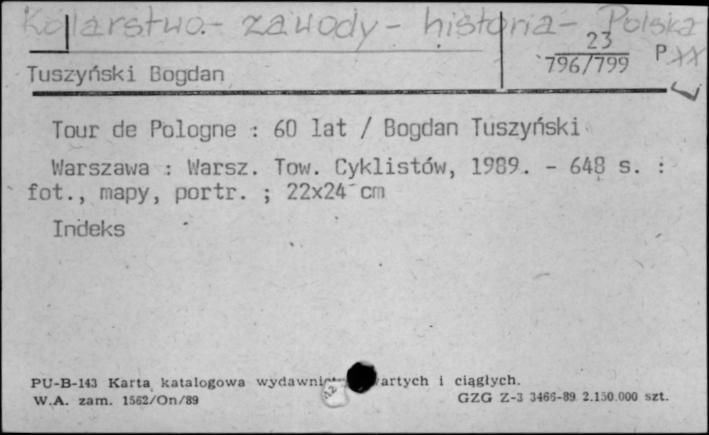 Kolarstwo - zawody - historia - Polska
23
796/799
P XX
Tuszyński Bogdan
Tour de Pologne : 60 lat / Bogdan Tuszyński
Warszawa : Warsz. Tow. Cyklistów, 1989. - 648 s. :
fot., mapy, portr. ; 22x24 cm
Indeks
PU-B-143 Karta katalogowa ciągłych.
W.A. zam. 1562/On/89
GZG Z-3 3466-89 2.150.000 szt.